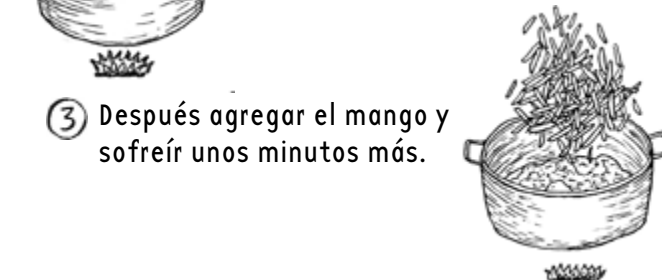 ③ Después agregar el mango y
sofreír unos minutos más.